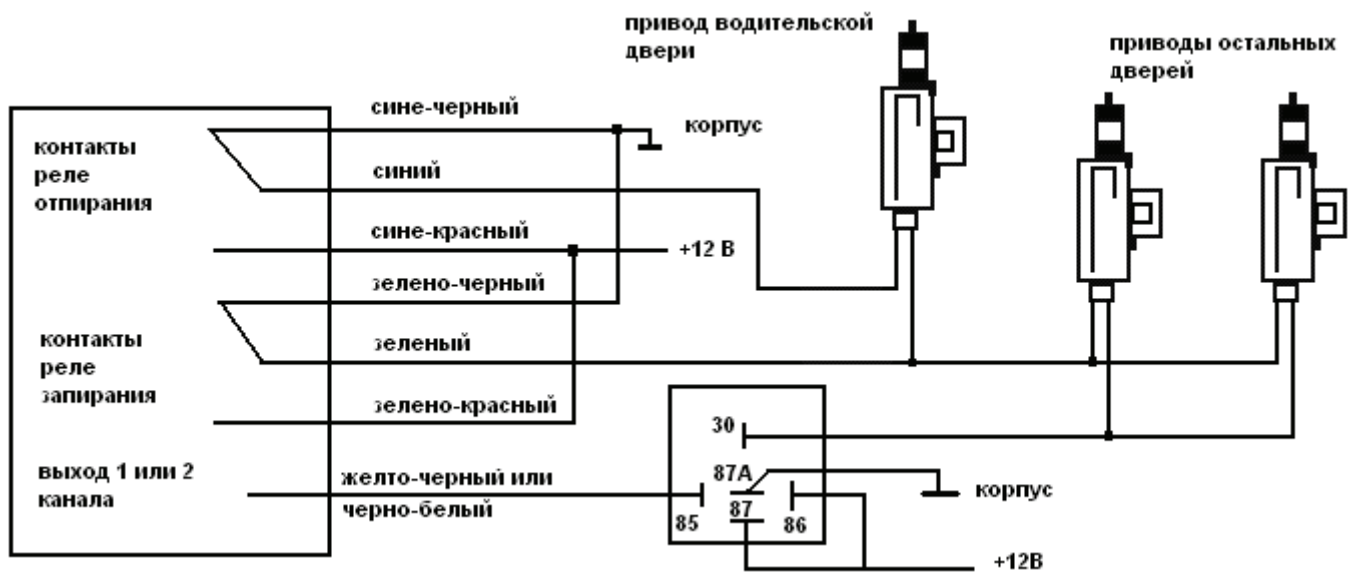 привод водительской
двери
приводы остальных
дверей
сине-черный
корпус
контакты
реле
отпирания
синий
сине-красный
+12 В
зелено-черный
контакты
реле
запирания
зеленый
зелено-красный
30
выход 1 или 2
канала
желто-черный или
черно-белый
87А
корпус
85
87
86
+12В